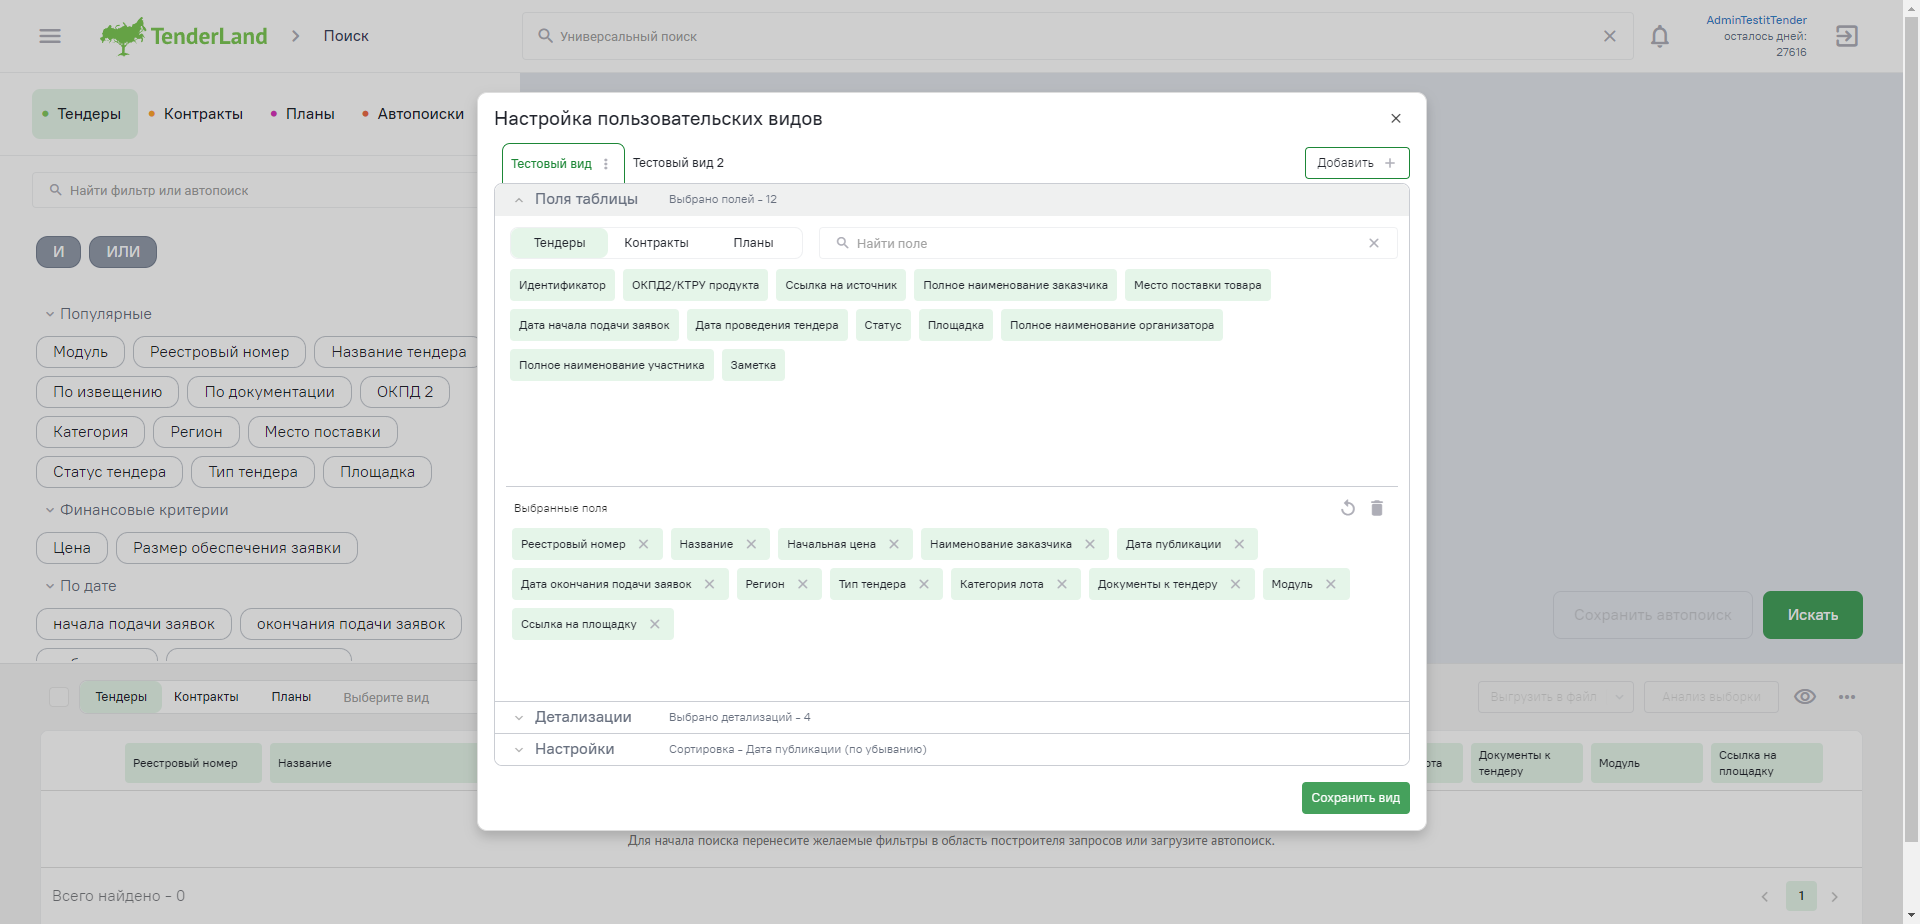 TenderLand
Поиск
Универсальный поиск
AdminTestitTender
осталось дней:
27616
Тендеры
Контракты
Планы
Автопоиски
Найти фильтр или автопоиск
И
ИЛИ
Популярные
Модуль
Реестровый номер
Название тендера
По извещению
По документации
ОКПД 2
Категория
Регион
Место поставки
Статус тендера
Тип тендера
Площадка
Финансовые критерии
Цена
Размер обеспечения заявки
По дате
начала подачи заявок
окончания подачи заявок
Настройка пользовательских видов
Тестовый вид
Тестовый вид 2
Добавить
Поля таблицы
Выбрано полей - 12
Тендеры
Контракты
Планы
Найти поле
Идентификатор
ОКПД2/КТРУ продукта
Ссылка на источник
Полное наименование заказчика
Место поставки товара
Дата начала подачи заявок
Дата проведения тендера
Статус
Площадка
Полное наименование организатора
Полное наименование участника
Заметка
Выбранные поля
Реестровый номер
Название
Начальная цена
Наименование заказчика
Дата публикации
Дата окончания подачи заявок
Регион
Тип тендера
Категория лота
Документы к тендеру
Модуль
Ссылка на площадку
Детализации
Выбрано детализаций - 4
Настройки
Сортировка - Дата публикации (по убыванию)
Сохранить вид
Сохранить автопоиск
Искать
Тендеры
Контракты
Планы
Выберите вид
Выгрузить в файл
Анализ выборки
Реестровый номер
Название
ота
Документы к
тендеру
Модуль
Ссылка на
площадку
Для начала поиска перенесите желаемые фильтры в область построителя запросов или загрузите автопоиск.
Всего найдено - 0
1